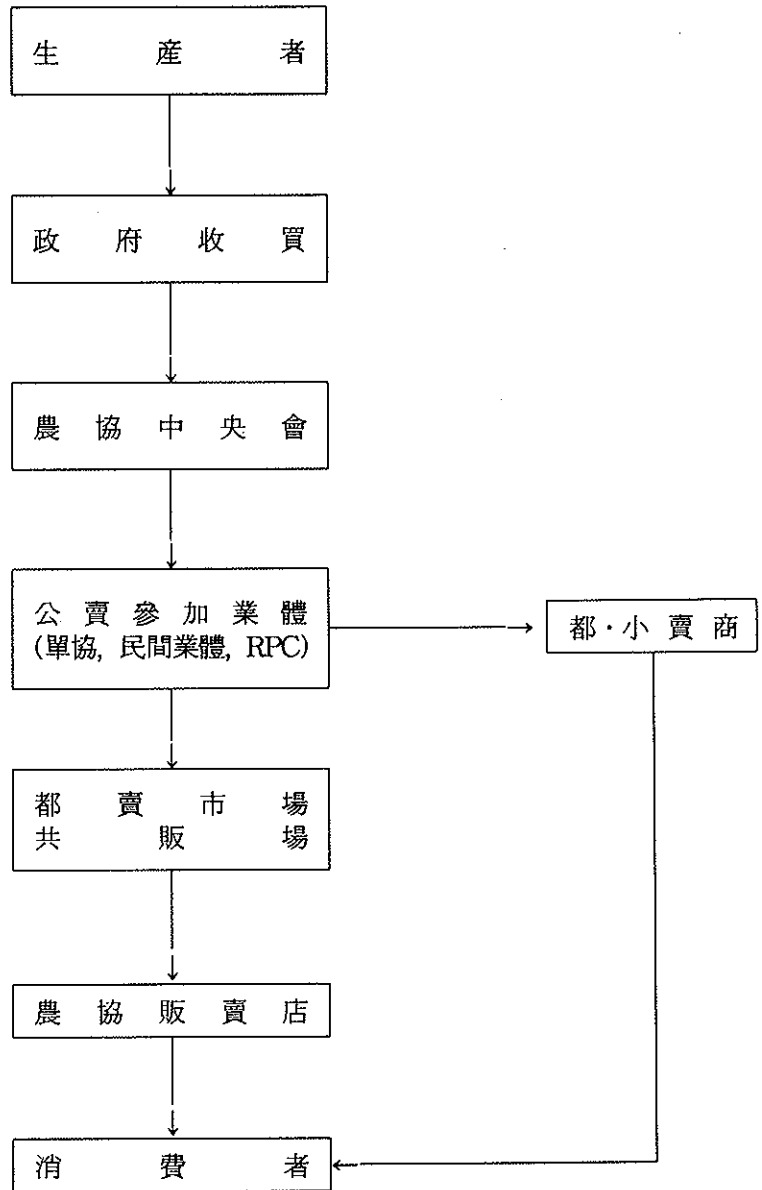 生産者
政府收買
農協中央會
公賣參加業體
(單協, 民間業體, RPC)
都·小賣商
都賣市場
共販場
農協販賣店
消費者